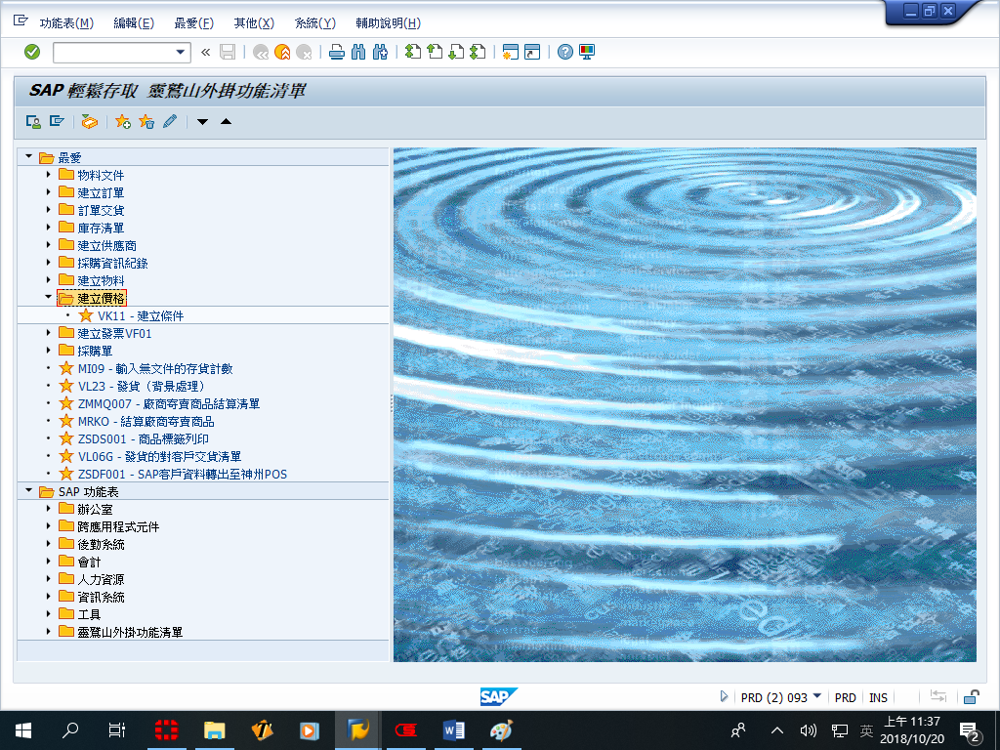 功能表(M) 編輯(E) 最愛(F) 其他(X) 系統(Y) 輔助說明(H)
SAP 輕鬆存取 靈鷲山外掛功能清單
最愛
物料文件
建立訂單
訂單交貨
庫存清單
建立供應商
採購資訊紀錄
建立物料
建立價格
VK11 - 建立條件
建立發票VF01
採購單
MI09 - 輸入無文件的存貨計數
VL23 - 發貨（背景處理）
ZMMQ007 - 廠商寄賣商品結算清單
MRKO - 結算廠商寄賣商品
ZSDS001 - 商品標籤列印
VL06G - 發貨的對客戶交貨清單
ZSDF001 - SAP客戶資料轉出至神州POS
SAP 功能表
辦公室
跨應用程式元件
後勤系統
會計
人力資源
資訊系統
工具
靈鷲山外掛功能清單
SAP
PRD (2) 093 PRD INS
英
上午 11:37
2018/10/20
2